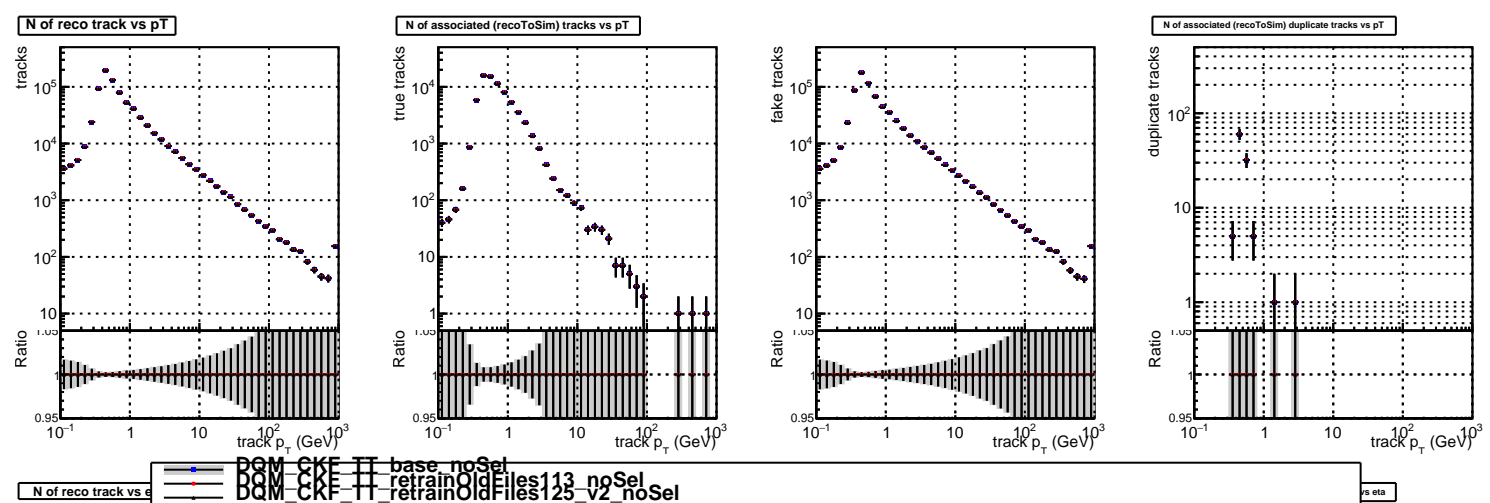 N of reco track vs pT
N of associated (recoToSim) tracks vs pT
N of associated (recoToSim) duplicate tracks vs pT
tracks
10^5
10^4
10^3
10^2
10
Ratio
1.05
1
0.95
10^-1 1 10 10^2 10^3
track p_T (GeV)
true tracks
10^4
10^3
10^2
10
1
Ratio
1.05
1
0.95
10^-1 1 10 10^2 10^3
track p_T (GeV)
fake tracks
10^5
10^4
10^3
10^2
10
Ratio
1.05
1
0.95
10^-1 1 10 10^2 10^3
track p_T (GeV)
duplicate tracks
10^2
10
1
Ratio
1.05
1
0.95
10^-1 1 10 10^2 10^3
track p_T (GeV)
DQM_CKF_TT_base_noSel
DQM_CKF_TT_retrainOldFiles113_noSel
DQM_CKF_TT_retrainOldFiles125_v2_noSel
N of reco track vs e
vs eta